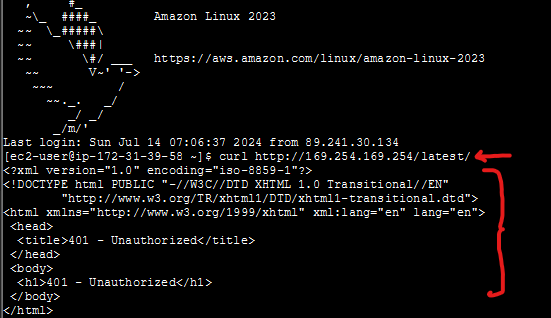 Amazon Linux 2023
https://aws.amazon.com/linux/amazon-linux-2023
Last login: Sun Jul 14 07:06:37 2024 from 89.241.30.134
[ec2-user@ip-172-31-39-58 ~]$ curl http://169.254.169.254/latest/
<?xml version="1.0" encoding="iso-8859-1"?>
<!DOCTYPE html PUBLIC "-//W3C//DTD XHTML 1.0 Transitional//EN"
"http://www.w3.org/TR/xhtml1/DTD/xhtml1-transitional.dtd">
<html xmlns="http://www.w3.org/1999/xhtml" xml:lang="en" lang="en">
<head>
<title>401 - Unauthorized</title>
</head>
<body>
<h1>401 - Unauthorized</h1>
</body>
</html>